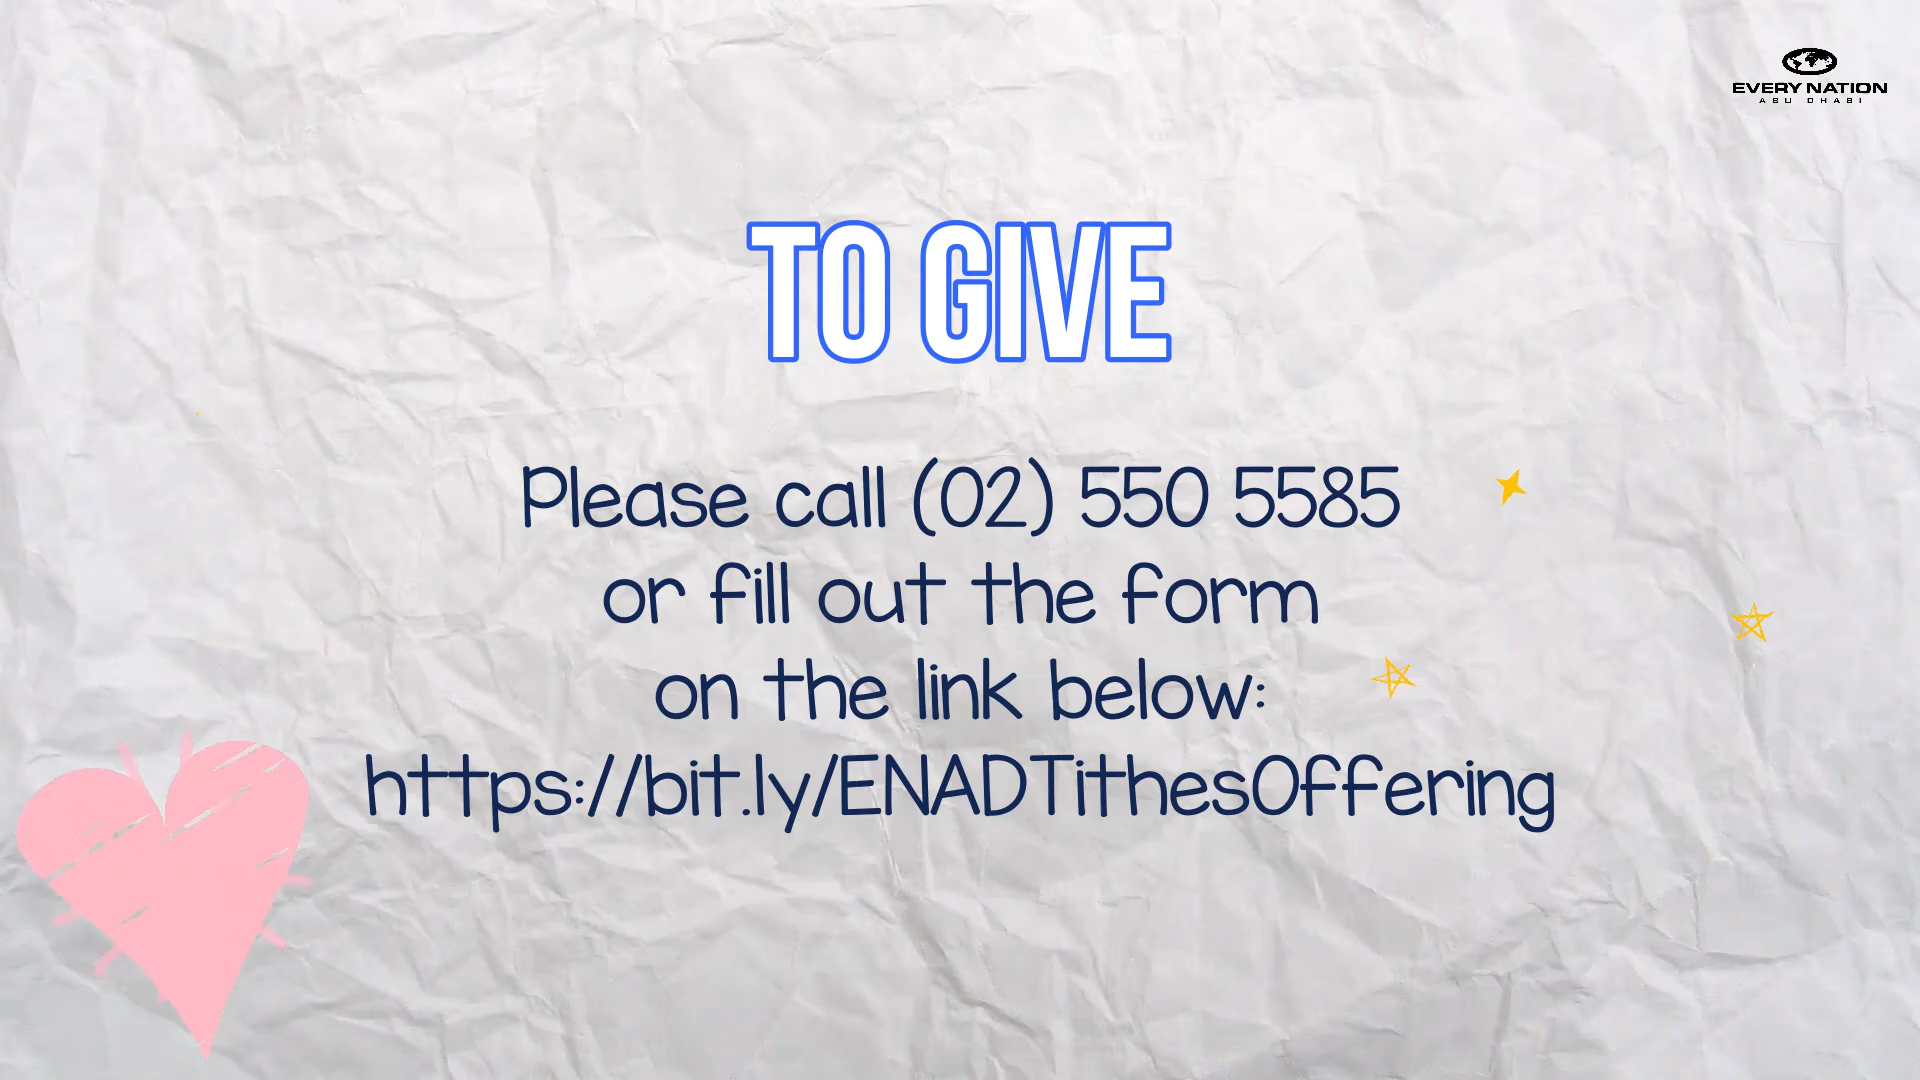 EVERY NATION
ABU DHABI
TO GIVE
Please call (02) 550 5585
or fill out the form
on the link below:
https://bit.ly/ENADTithesOffering